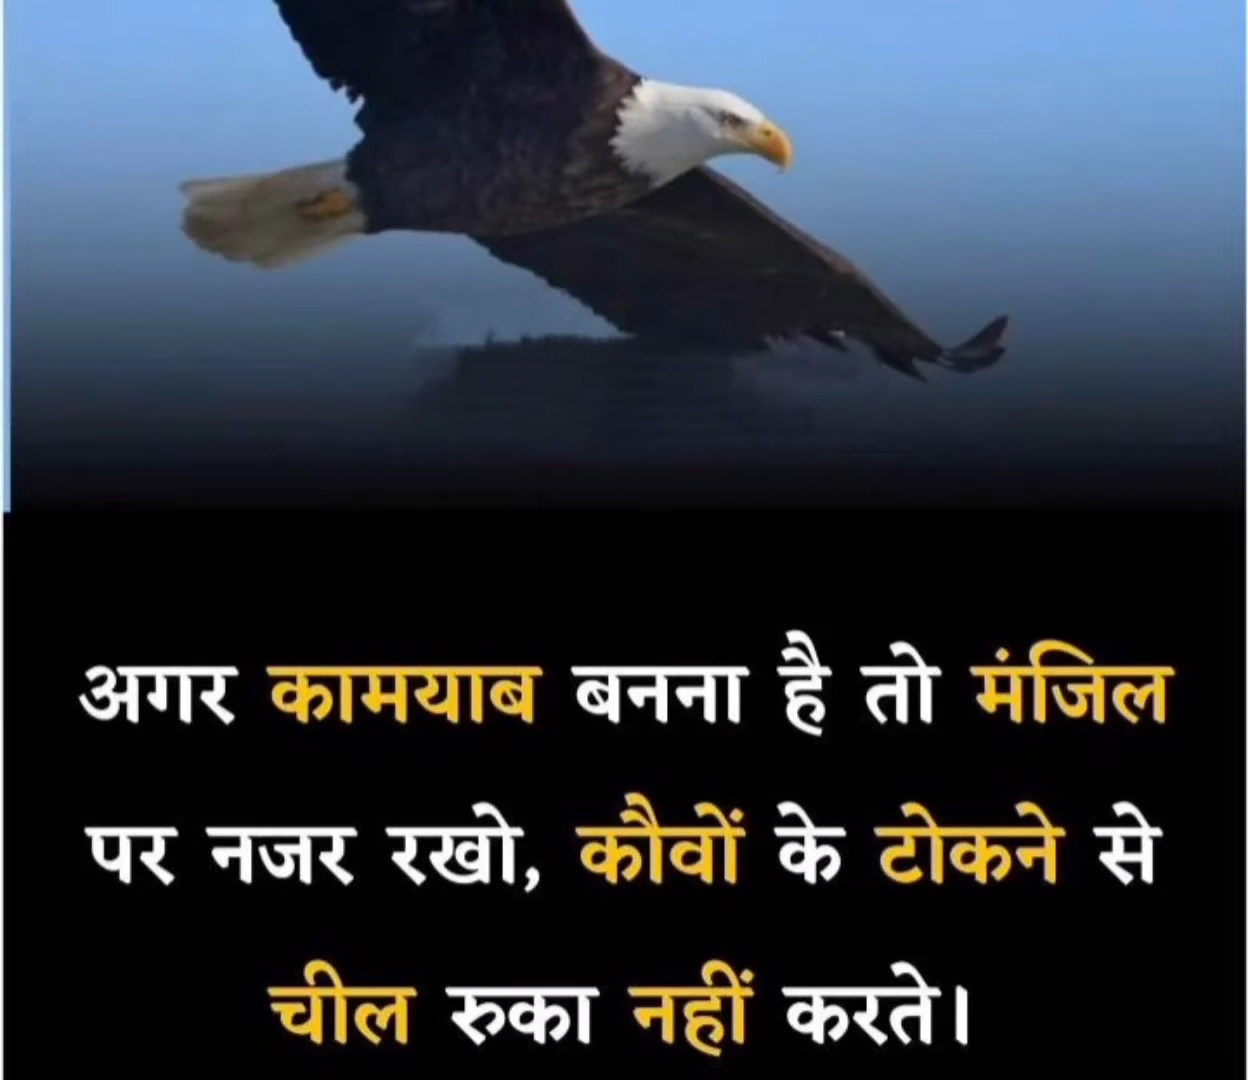 अगर कामयाब बनना है तो मंजिल
पर नजर रखो, कौवों के टोकने से
चील रुका नहीं करते।